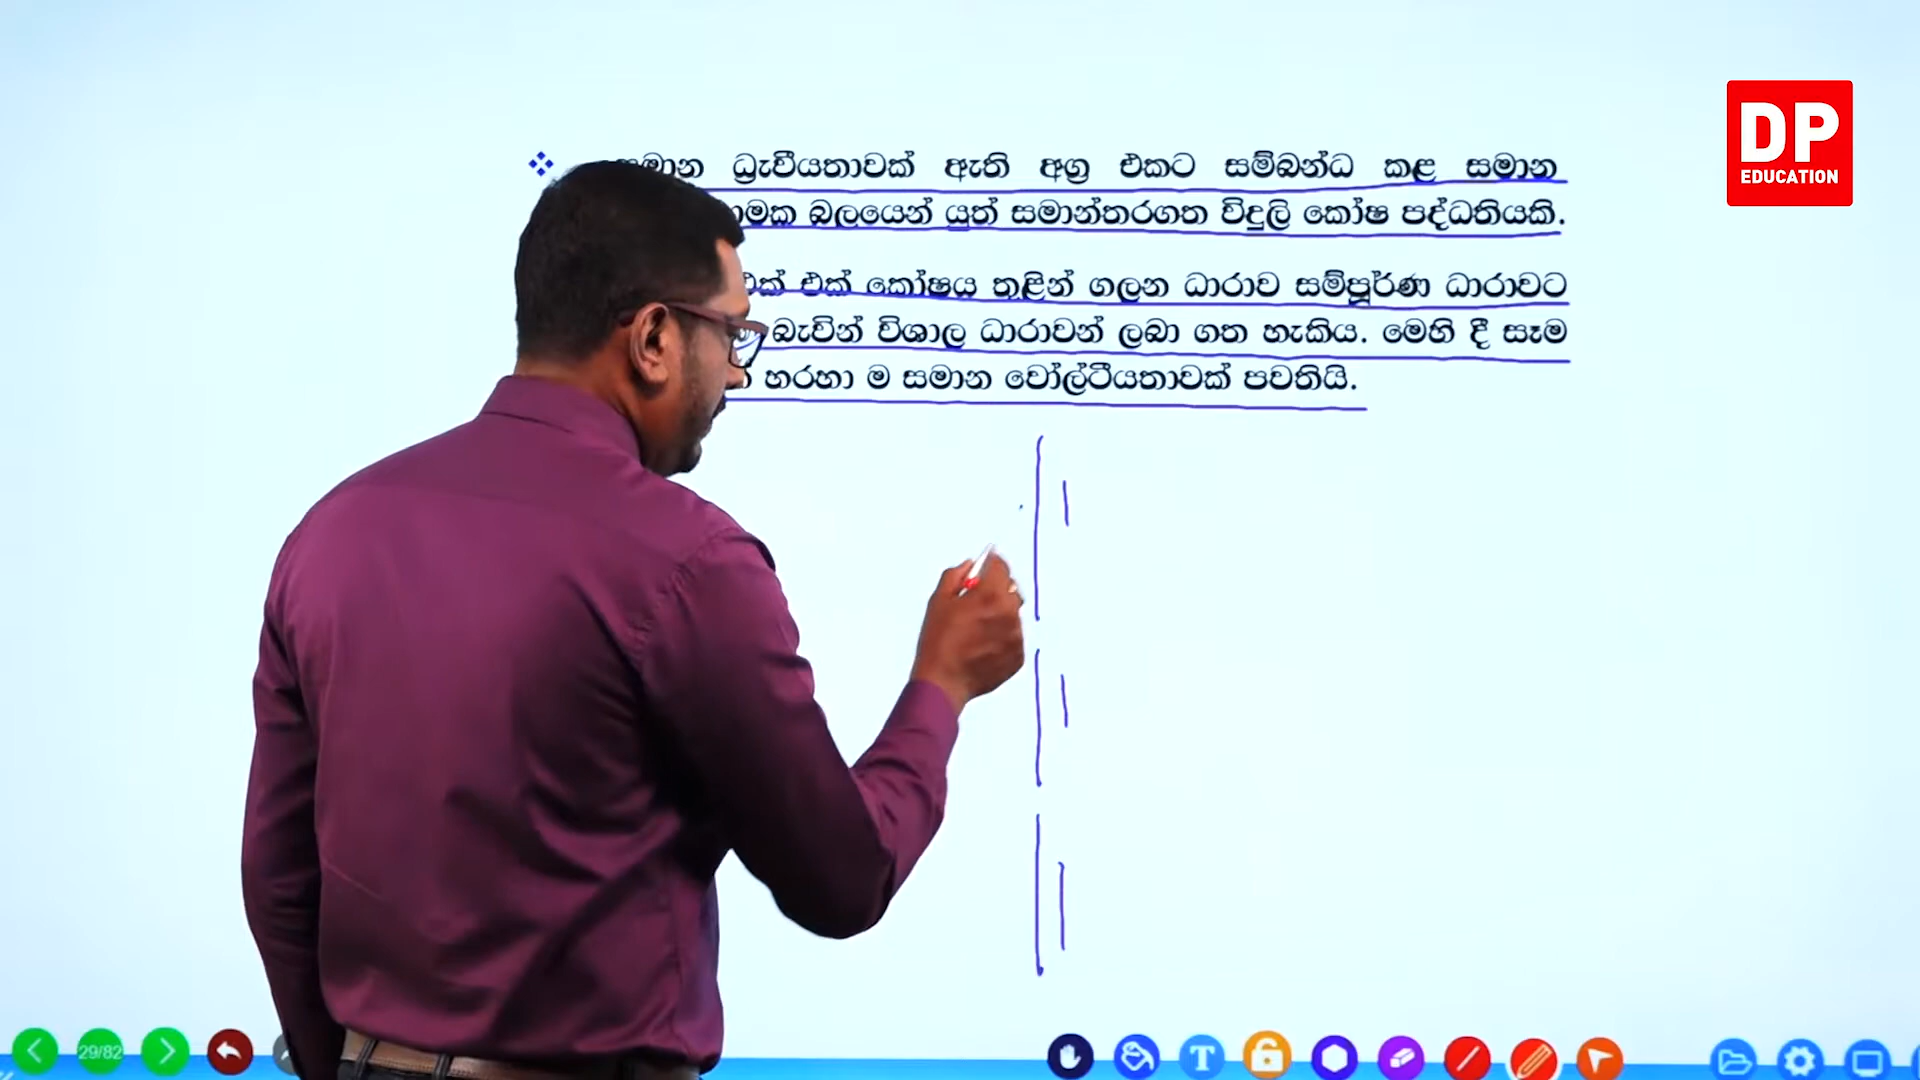 DP
EDUCATION
ධ්‍රැවීයතාවක් ඇති අග්‍ර එකට සම්බන්ධ කළ සමාන
බලයෙන් යුත් සමාන්තරගත විදුලි කෝෂ පද්ධතියකි.
එක් කෝෂය තුළින් ගලන ධාරාව සම්පූර්ණ ධාරාවට
බැවින් විශාල ධාරාවන් ලබා ගත හැකිය. මෙහි දී සෑම
හරහා ම සමාන වෝල්ටීයතාවක් පවතියි.
29/82